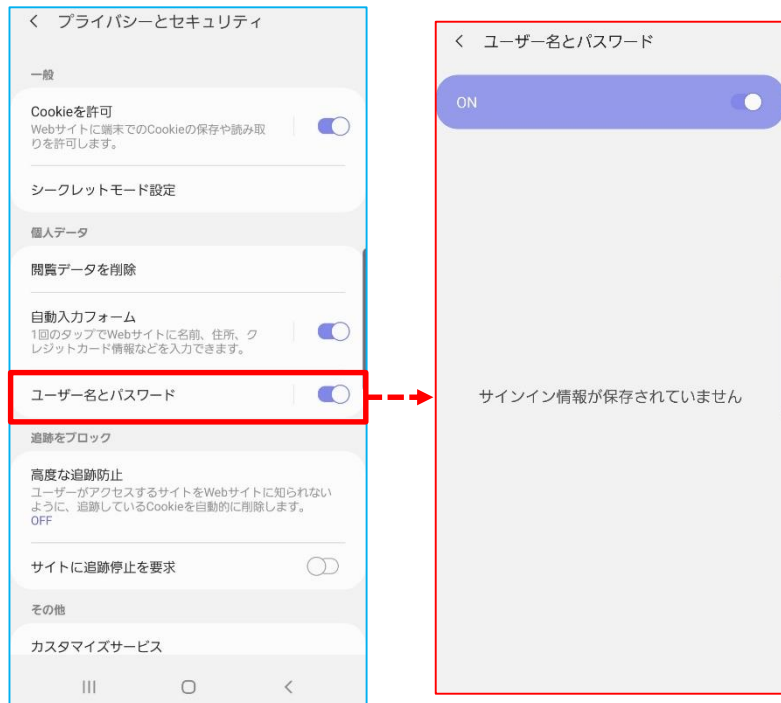 プライバシーとセキュリティ
一般
Cookieを許可
Webサイトに端末でのCookieの保存や読み取
りを許可します。
シークレットモード設定
個人データ
閲覧データを削除
自動入力フォーム
1回のタップでWebサイトに名前、住所、ク
レジットカード情報などを入力できます。
ユーザー名とパスワード
追跡をブロック
高度な追跡防止
ユーザーがアクセスするサイトをWebサイトに知られない
ように、追跡しているCookieを自動的に削除します。
OFF
サイトに追跡停止を要求
その他
カスタマイズサービス
ユーザー名とパスワード
ON
サインイン情報が保存されていません